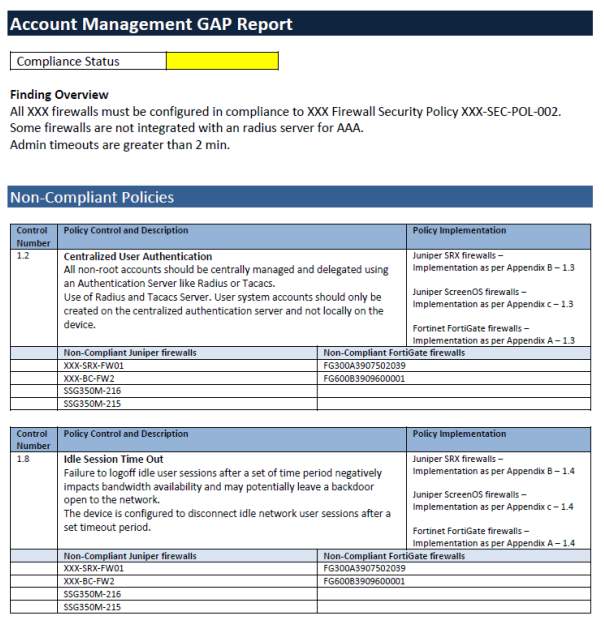 Account Management GAP Report
Compliance Status
Finding Overview
All XXX firewalls must be configured in compliance to XXX Firewall Security Policy XXX-SEC-POL-002.
Some firewalls are not integrated with an radius server for AAA.
Admin timeouts are greater than 2 min.
Non-Compliant Policies
Control Number
Policy Control and Description
Policy Implementation
1.2
Centralized User Authentication
All non-root accounts should be centrally managed and delegated using
an Authentication Server like Radius or Tacacs.
Use of Radius and Tacacs Server. User system accounts should only be
created on the centralized authentication server and not locally on the
device.
Juniper SRX firewalls –
Implementation as per Appendix B – 1.3
Juniper ScreenOS firewalls –
Implementation as per Appendix c – 1.3
Fortinet FortiGate firewalls –
Implementation as per Appendix A – 1.3
Non-Compliant Juniper firewalls
Non-Compliant FortiGate firewalls
XXX-SRX-FW01
FG300A3907502039
XXX-BC-FW2
FG600B3909600001
SSG350M-216
SSG350M-215
Control Number
Policy Control and Description
Policy Implementation
1.8
Idle Session Time Out
Failure to logoff idle user sessions after a set of time period negatively
impacts bandwidth availability and may potentially leave a backdoor
open to the network.
The device is configured to disconnect idle network user sessions after a
set timeout period.
Juniper SRX firewalls –
Implementation as per Appendix B – 1.4
Juniper ScreenOS firewalls –
Implementation as per Appendix c – 1.4
Fortinet FortiGate firewalls –
Implementation as per Appendix A – 1.4
Non-Compliant Juniper firewalls
Non-Compliant FortiGate firewalls
XXX-SRX-FW01
FG300A3907502039
XXX-BC-FW2
FG600B3909600001
SSG350M-216
SSG350M-215